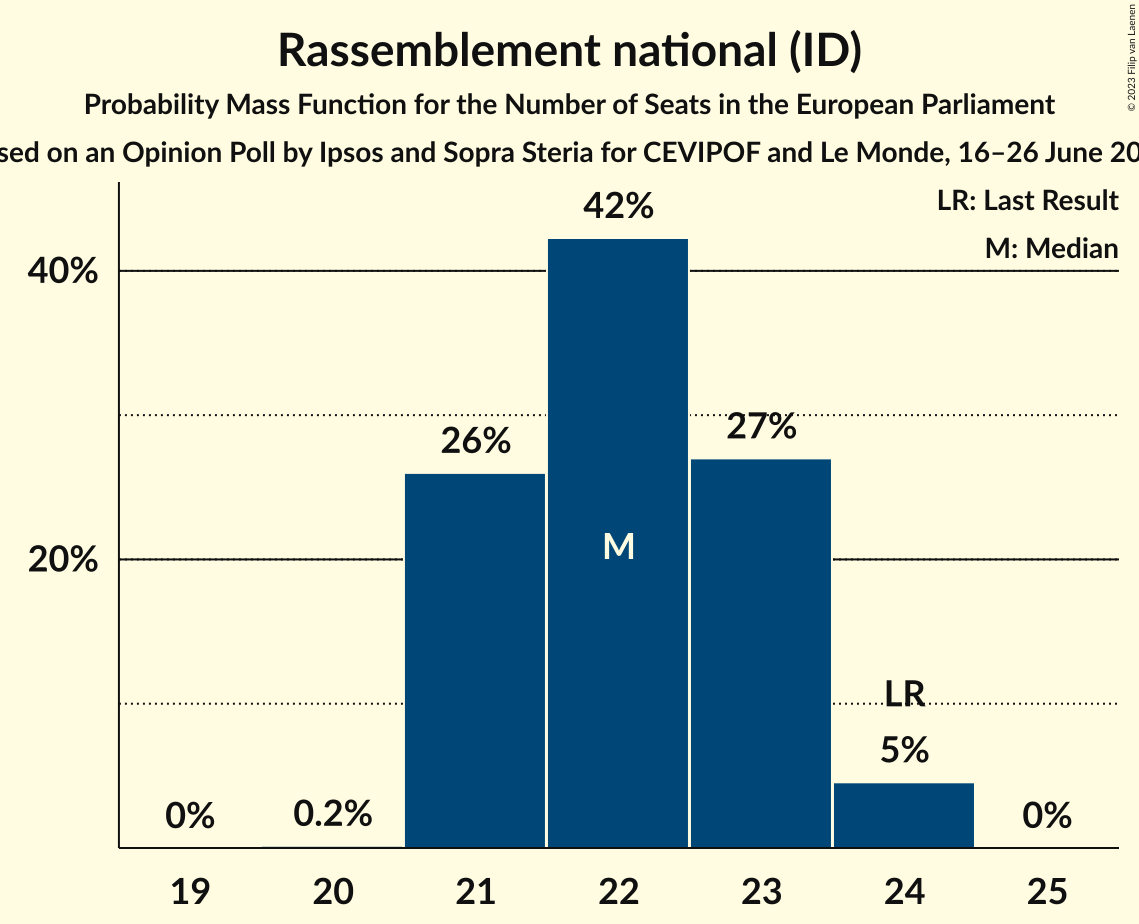 Rassemblement national (ID)
Probability Mass Function for the Number of Seats in the European Parliament
on an Opinion Poll by Ipsos and Sopra Steria for CEVIPOF and Le Monde, 16–26 June
© 2023 Filip van Laenen
LR: Last Result
M: Median
42%
40%
27%
26%
M
20%
LR
5%
0%
0.2%
0%
19
20
21
22
23
24
25